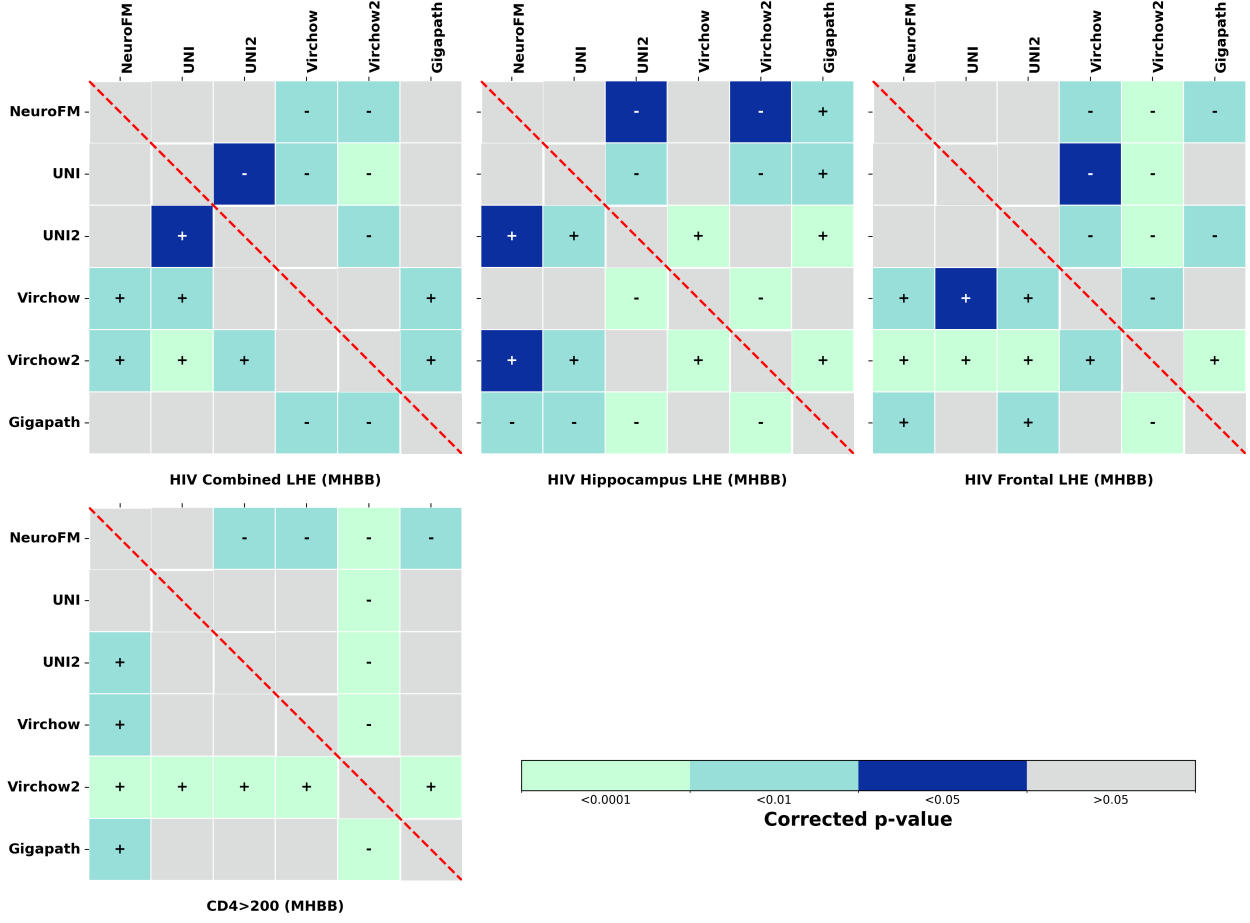 NeuroFM UNI UNI2 Virchow Virchow2 Gigapath NeuroFM UNI UNI2 Virchow Virchow2 Gigapath NeuroFM UNI UNI2 Virchow Virchow2 Gigapath
NeuroFM - - - - + - - -
UNI - - - - - + - -
UNI2 + - + + + + - - -
Virchow + + + - - + + + -
Virchow2 + + + + + + + + + + + + +
Gigapath - - - - - - + + -
HIV Combined LHE (MHBB) HIV Hippocampus LHE (MHBB) HIV Frontal LHE (MHBB)
NeuroFM - - - -
UNI -
UNI2 + -
Virchow + -
Virchow2 + + + + +
Gigapath + -
CD4>200 (MHBB)
<0.0001 <0.01 <0.05 >0.05
Corrected p-value